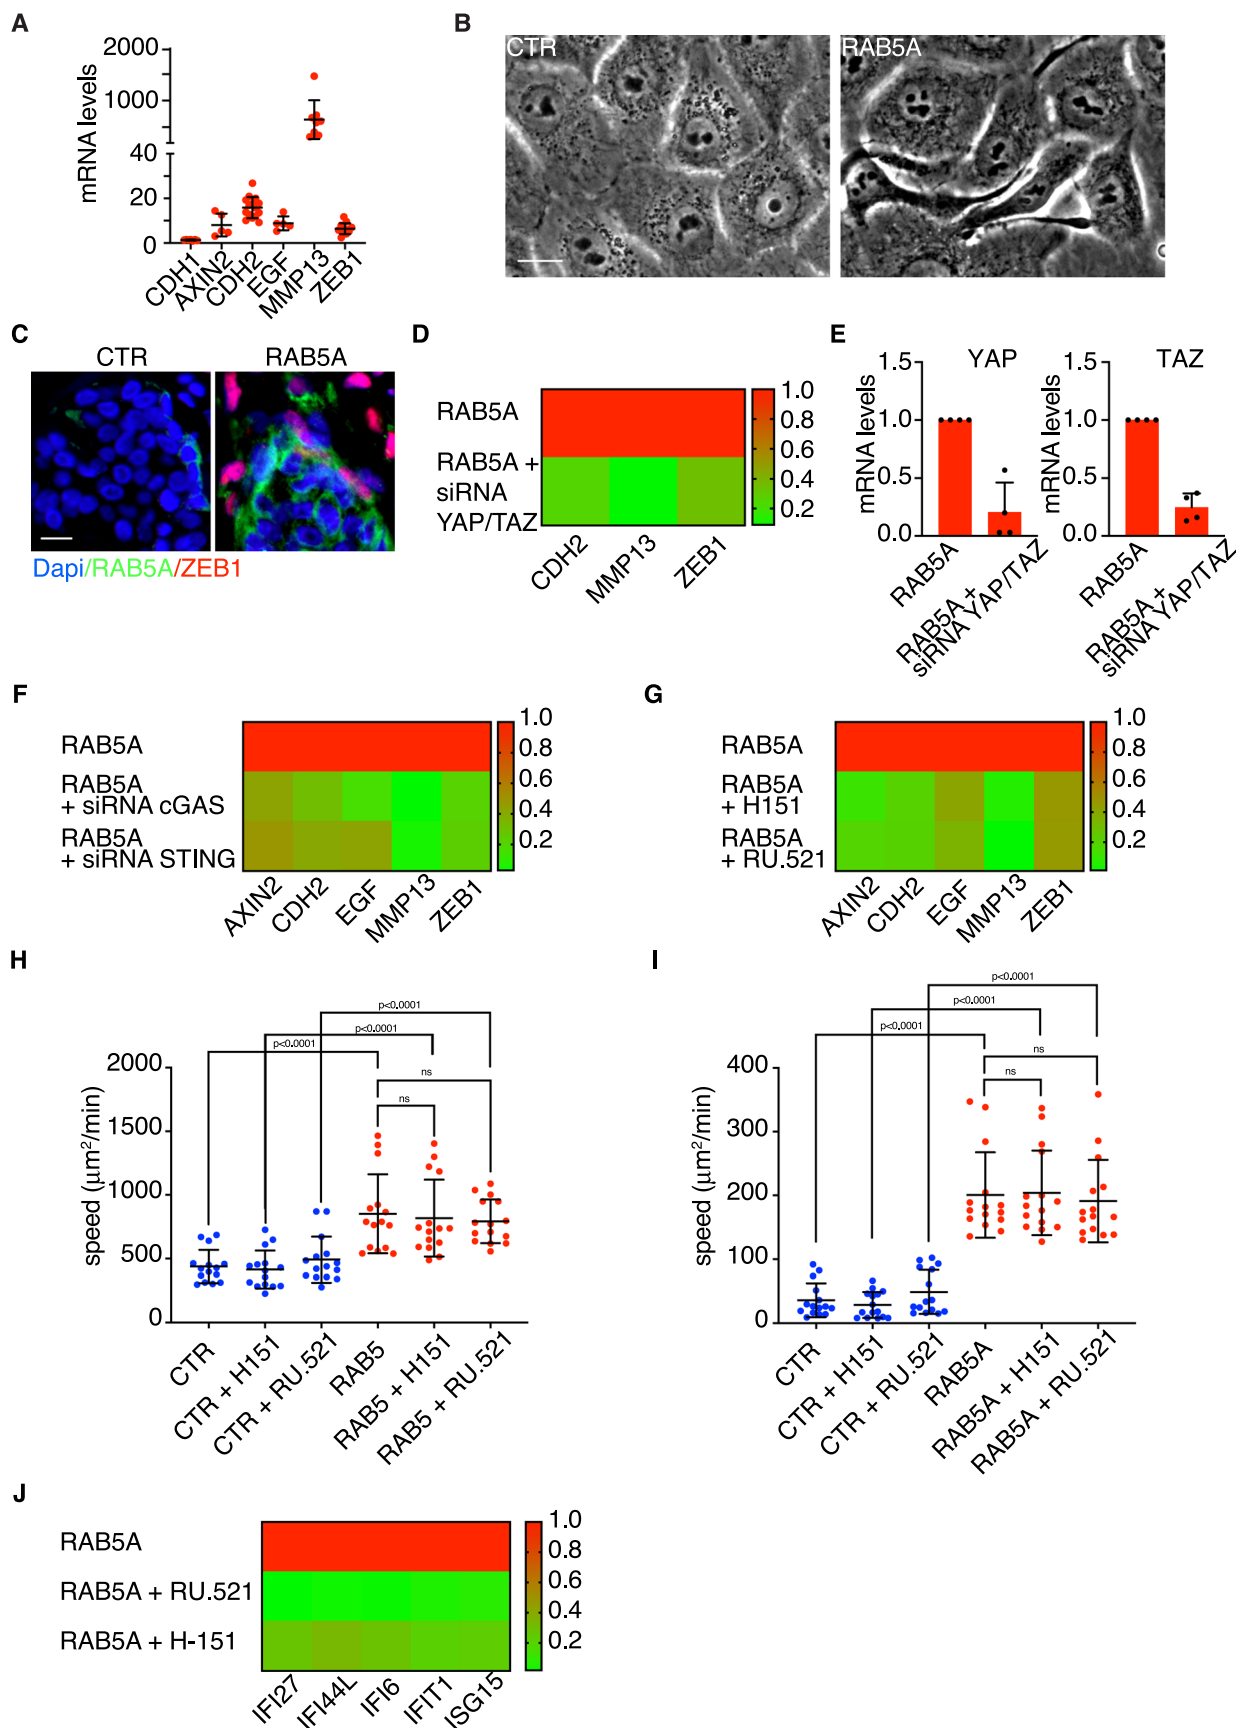 A
mRNA levels
2000
1000
40
20
0
CDH1
AXIN2
CDH2
EGF
MMP13
ZEB1
B
CTR
RAB5A
C
CTR
RAB5A
Dapi/RAB5A/ZEB1
D
RAB5A
RAB5A +
siRNA
YAP/TAZ
1.0
0.8
0.6
0.4
0.2
CDH2
MMP13
ZEB1
E
YAP
mRNA levels
1.5
1.0
0.5
0.0
RAB5A
RAB5A +
siRNA YAP/TAZ
TAZ
mRNA levels
1.5
1.0
0.5
0.0
RAB5A
RAB5A +
siRNA YAP/TAZ
F
RAB5A
RAB5A
+ siRNA cGAS
RAB5A
+ siRNA STING
1.0
0.8
0.6
0.4
0.2
AXIN2
CDH2
EGF
MMP13
ZEB1
G
RAB5A
RAB5A
+ H151
RAB5A
+ RU.521
1.0
0.8
0.6
0.4
0.2
AXIN2
CDH2
EGF
MMP13
ZEB1
H
p<0.0001
p<0.0001
p<0.0001
ns
ns
speed (μm²/min)
2000
1500
1000
500
0
CTR
CTR + H151
CTR + RU.521
RAB5
RAB5 + H151
RAB5 + RU.521
I
p<0.0001
p<0.0001
p<0.0001
ns
ns
speed (μm²/min)
400
300
200
100
0
CTR
CTR + H151
CTR + RU.521
RAB5A
RAB5A + H151
RAB5A + RU.521
J
RAB5A
RAB5A + RU.521
RAB5A + H-151
1.0
0.8
0.6
0.4
0.2
IFI27
IFI44L
IFI6
IFIT1
ISG15